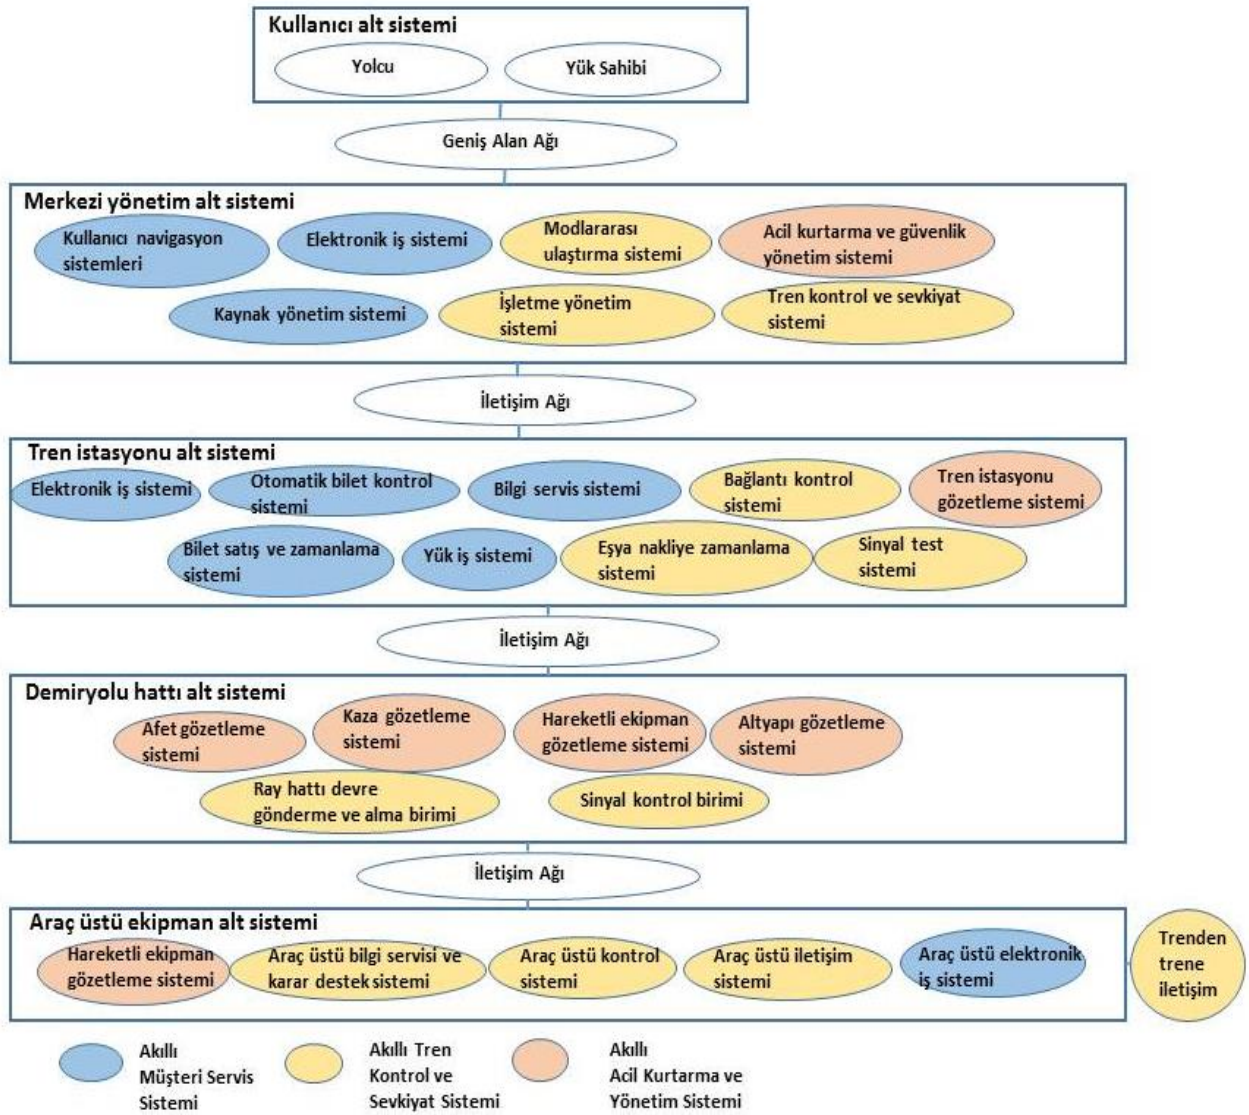 Kullanıcı alt sistemi
Yolcu
Yük Sahibi
Geniş Alan Ağı
Merkezi yönetim alt sistemi
Kullanıcı navigasyon
sistemleri
Elektronik iş sistemi
Modlararası
ulaştırma sistemi
Acil kurtarma ve güvenlik
yönetim sistemi
Kaynak yönetim sistemi
İşletme yönetim
sistemi
Tren kontrol ve sevkiyat
sistemi
İletişim Ağı
Tren istasyonu alt sistemi
Elektronik iş sistemi
Otomatik bilet kontrol
sistemi
Bilgi servis sistemi
Bağlantı kontrol
sistemi
Tren istasyonu
gözetleme sistemi
Bilet satış ve zamanlama
sistemi
Yük iş sistemi
Eşya nakliye zamanlama
sistemi
Sinyal test
sistemi
İletişim Ağı
Demiryolu hattı alt sistemi
Afet gözetleme
sistemi
Kaza gözetleme
sistemi
Hareketli ekipman
gözetleme sistemi
Altyapı gözetleme
sistemi
Ray hattı devre
gönderme ve alma birimi
Sinyal kontrol birimi
İletişim Ağı
Araç üstü ekipman alt sistemi
Hareketli ekipman
gözetleme sistemi
Araç üstü bilgi servisi ve
karar destek sistemi
Araç üstü kontrol
sistemi
Araç üstü iletişim
sistemi
Araç üstü elektronik
iş sistemi
Trenden
trene
iletişim
Akıllı
Müşteri Servis
Sistemi
Akıllı Tren
Kontrol ve
Sevkiyat Sistemi
Akıllı
Acil Kurtarma ve
Yönetim Sistemi